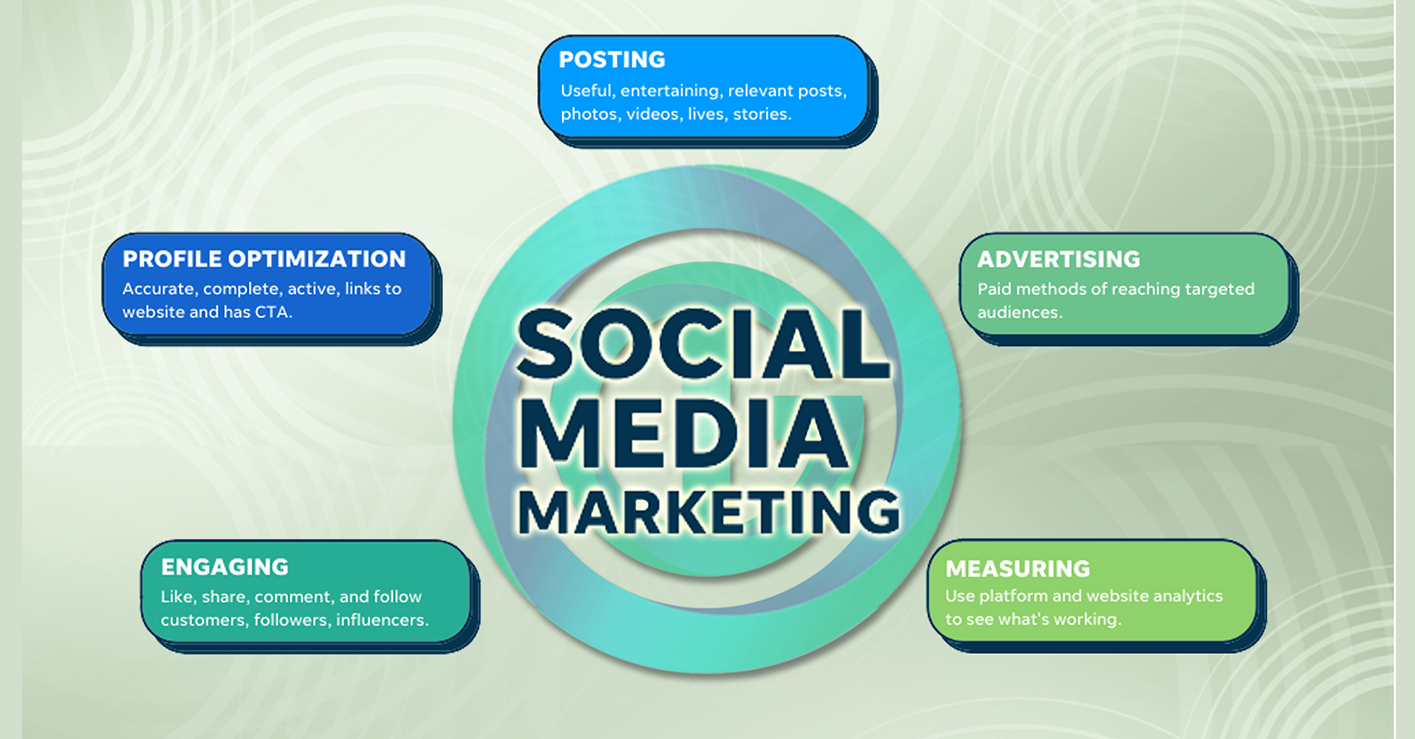 POSTING
Useful, entertaining, relevant posts,
photos, videos, lives, stories.
PROFILE OPTIMIZATION
Accurate, complete, active, links to
website and has CTA.
ADVERTISING
Paid methods of reaching targeted
audiences.
SOCIAL
MEDIA
MARKETING
ENGAGING
Like, share, comment, and follow
customers, followers, influencers.
MEASURING
Use platform and website analytics
to see what's working.